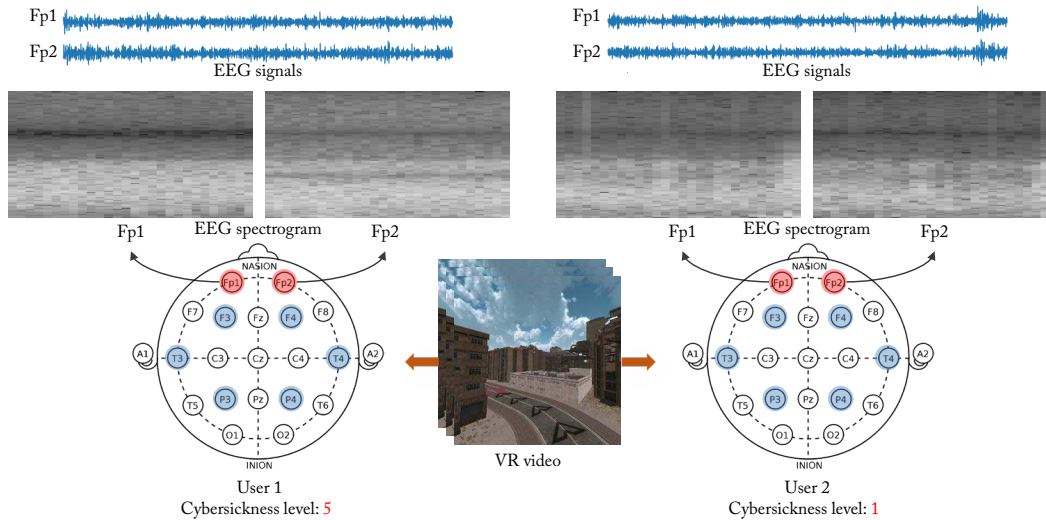 Fp1
Fp2
EEG signals
Fp1
Fp2
EEG signals
Fp1
EEG spectrogram
Fp2
Fp1
EEG spectrogram
Fp2
NASION
Fp1
Fp2
F7
F3
Fz
F4
F8
A1
T3
C3
Cz
C4
T4
A2
T5
P3
Pz
P4
T6
O1
O2
INION
User 1
Cybersickness level: 5
VR video
NASION
Fp1
Fp2
F7
F3
Fz
F4
F8
A1
T3
C3
Cz
C4
T4
A2
T5
P3
Pz
P4
T6
O1
O2
INION
User 2
Cybersickness level: 1